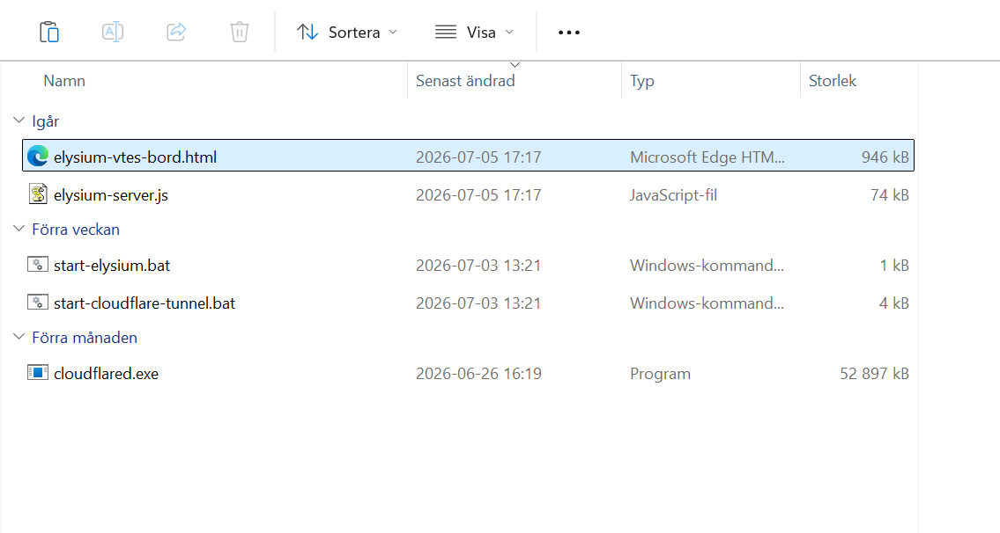 Sortera Visa
Namn Senast ändrad Typ Storlek
Igår
elysium-vtes-bord.html 2026-07-05 17:17 Microsoft Edge HTM... 946 kB
elysium-server.js 2026-07-05 17:17 JavaScript-fil 74 kB
Förra veckan
start-elysium.bat 2026-07-03 13:21 Windows-kommand... 1 kB
start-cloudflare-tunnel.bat 2026-07-03 13:21 Windows-kommand... 4 kB
Förra månaden
cloudflared.exe 2026-06-26 16:19 Program 52 897 kB